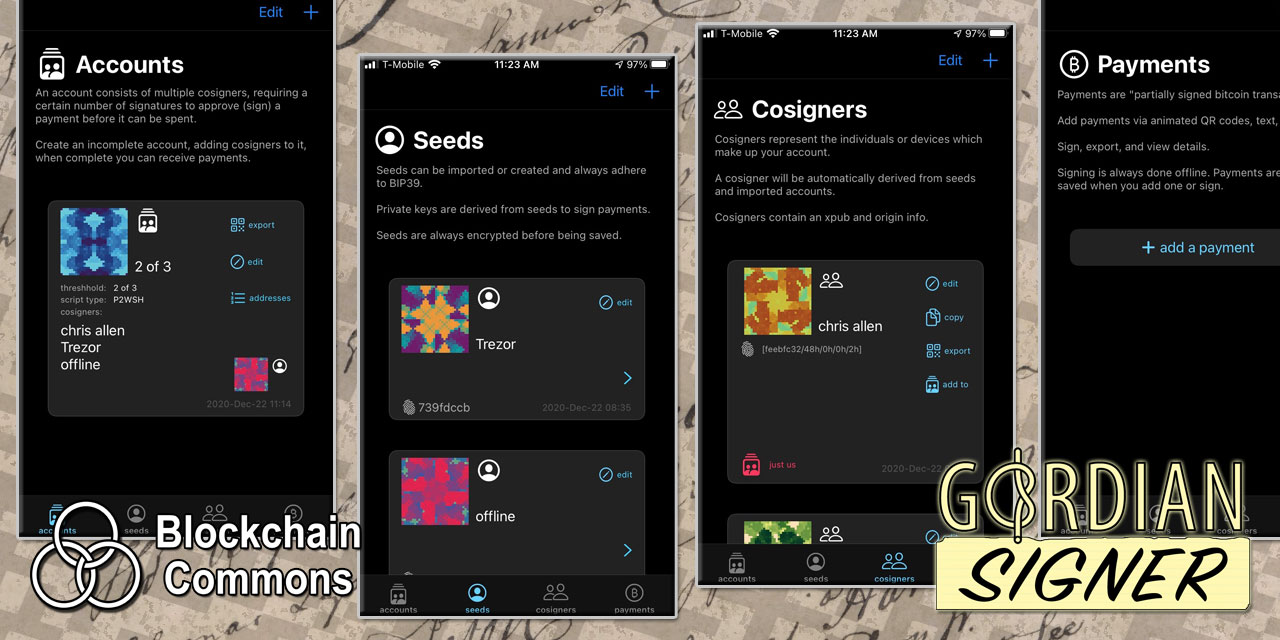 Edit +
Accounts
An account consists of multiple cosigners, requiring a
certain number of signatures to approve (sign) a
payment before it can be spent.
Create an incomplete account, adding cosigners to it,
when complete you can receive payments.
export
2 of 3
edit
threshhold: 2 of 3
script type: P2WSH
addresses
cosigners:
chris allen
Trezor
offline
2020-Dec-22 11:14
accounts
seeds
Blockchain
Commons
T-Mobile 11:23 AM 97%
Edit +
Seeds
Seeds can be imported or created and always adhere
to BIP39.
Private keys are derived from seeds to sign payments.
Seeds are always encrypted before being saved.
edit
Trezor
739fdccb 2020-Dec-22 08:35
edit
offline
accounts seeds cosigners payments
T-Mobile 11:23 AM 97%
Edit +
Cosigners
Cosigners represent the individuals or devices which
make up your account.
A cosigner will be automatically derived from seeds
and imported accounts.
Cosigners contain an xpub and origin info.
edit
chris allen
copy
[feebfc32/48h/0h/0h/2h]
export
add to
just us
2020-Dec-22
accounts seeds cosigners
Payments
Payments are "partially signed bitcoin transa
Add payments via animated QR codes, text,
Sign, export, and view details.
Signing is always done offline. Payments are
saved when you add one or sign.
+ add a payment
GORDIAN
SIGNER